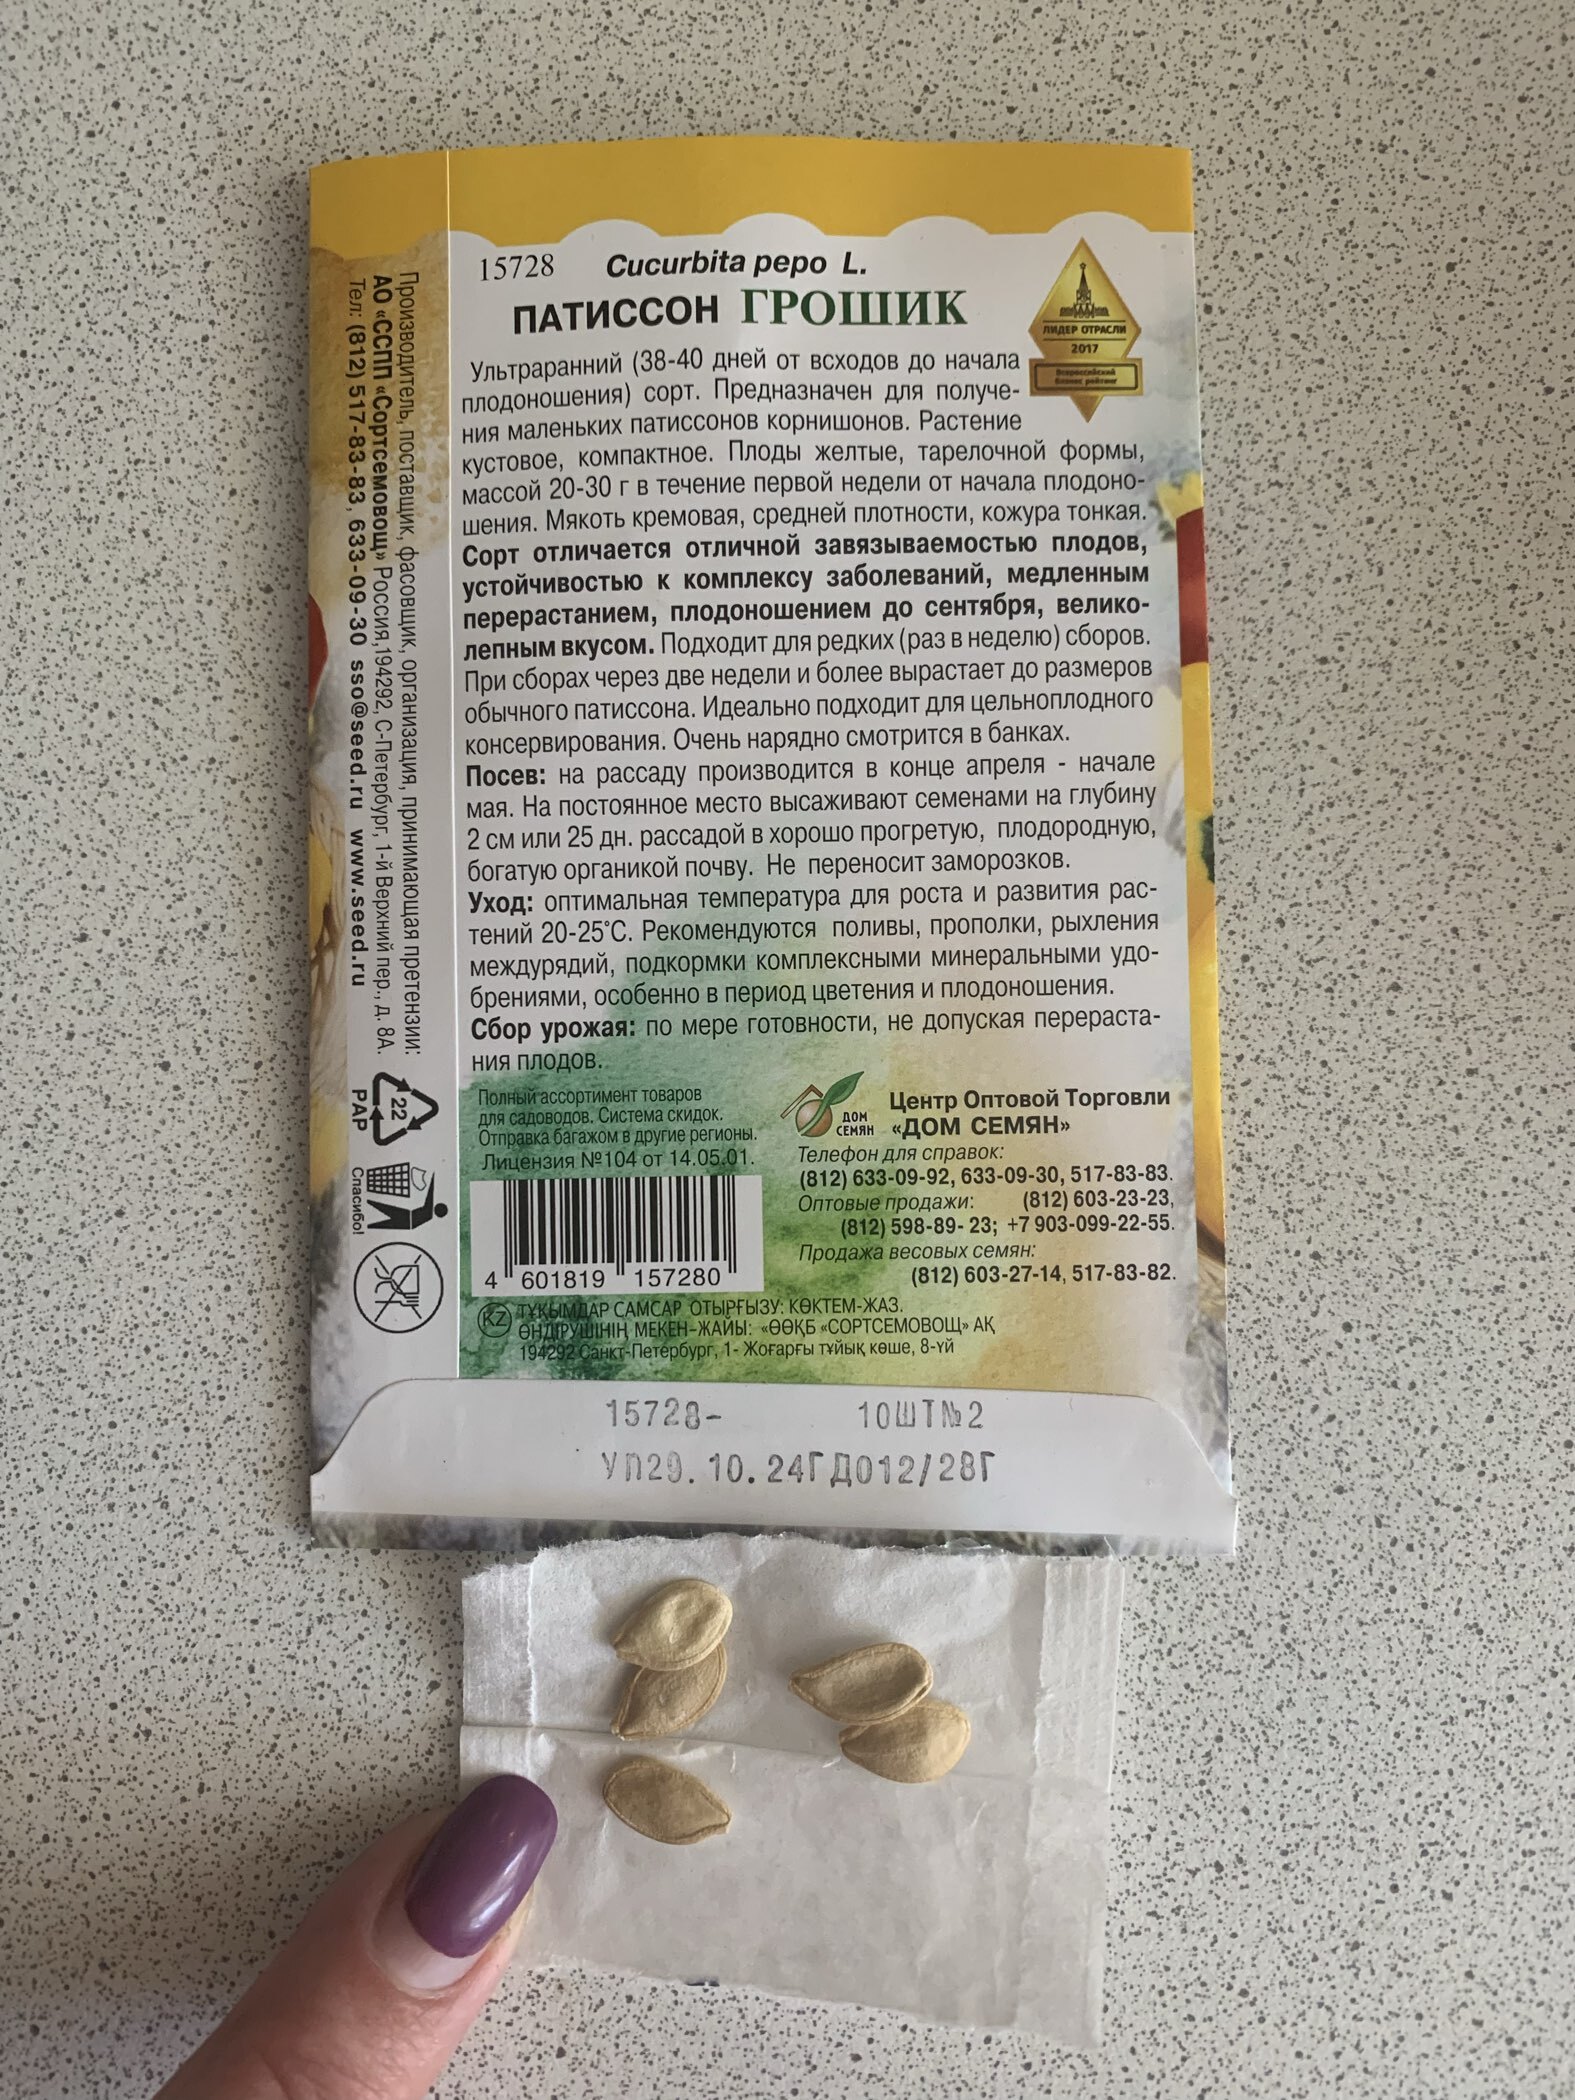 15728 Cucurbita pepo L.
ПАТИССОН ГРОШИК
ЛИДЕР ОТРАСЛИ
2017
Всероссийский
бизнес рейтинг
Ультраранний (38-40 дней от всходов до начала
плодоношения) сорт. Предназначен для получе-
ния маленьких патиссонов корнишонов. Растение
кустовое, компактное. Плоды желтые, тарелочной формы,
массой 20-30 г в течение первой недели от начала плодоно-
шения. Мякоть кремовая, средней плотности, кожура тонкая.
Сорт отличается отличной завязываемостью плодов,
устойчивостью к комплексу заболеваний, медленным
перерастанием, плодоношением до сентября, велико-
лепным вкусом. Подходит для редких (раз в неделю) сборов.
При сборах через две недели и более вырастает до размеров
обычного патиссона. Идеально подходит для цельноплодного
консервирования. Очень нарядно смотрится в банках.
Посев: на рассаду производится в конце апреля - начале
мая. На постоянное место высаживают семенами на глубину
2 см или 25 дн. рассадой в хорошо прогретую, плодородную,
богатую органикой почву. Не переносит заморозков.
Уход: оптимальная температура для роста и развития рас-
тений 20-25°С. Рекомендуются поливы, прополки, рыхления
междурядий, подкормки комплексными минеральными удо-
брениями, особенно в период цветения и плодоношения.
Сбор урожая: по мере готовности, не допуская перераста-
ния плодов.
Полный ассортимент товаров
для садоводов. Система скидок.
Отправка багажом в другие регионы.
Лицензия №104 от 14.05.01.
4 601819 157280
ДОМ
СЕМЯН
Центр Оптовой Торговли
«ДОМ СЕМЯН»
Телефон для справок:
(812) 633-09-92, 633-09-30, 517-83-83.
Оптовые продажи: (812) 603-23-23,
(812) 598-89- 23; +7 903-099-22-55.
Продажа весовых семян:
(812) 603-27-14, 517-83-82.
KZ ТҰҚЫМДАР САМСАР ОТЫРҒЫЗУ: КӨКТЕМ-ЖАЗ.
ӨНДІРУШІНІҢ МЕКЕН-ЖАЙЫ: «ӨӨҚБ «СОРТСЕМОВОЩ» АҚ
194292 Санкт-Петербург, 1- Жоғарғы тұйық көше, 8-үй
15728- 10ШТ№2
УП29.10.24Г ДО12/28Г
Производитель, поставщик, фасовщик, организация, принимающая претензии:
АО «ССПП «Сортсемовощ» Россия,194292, С-Петербург, 1-й Верхний пер., д. 8А.
Тел: (812) 517-83-83, 633-09-30 sso@seed.ru www.seed.ru
22
PAP
Спасибо!